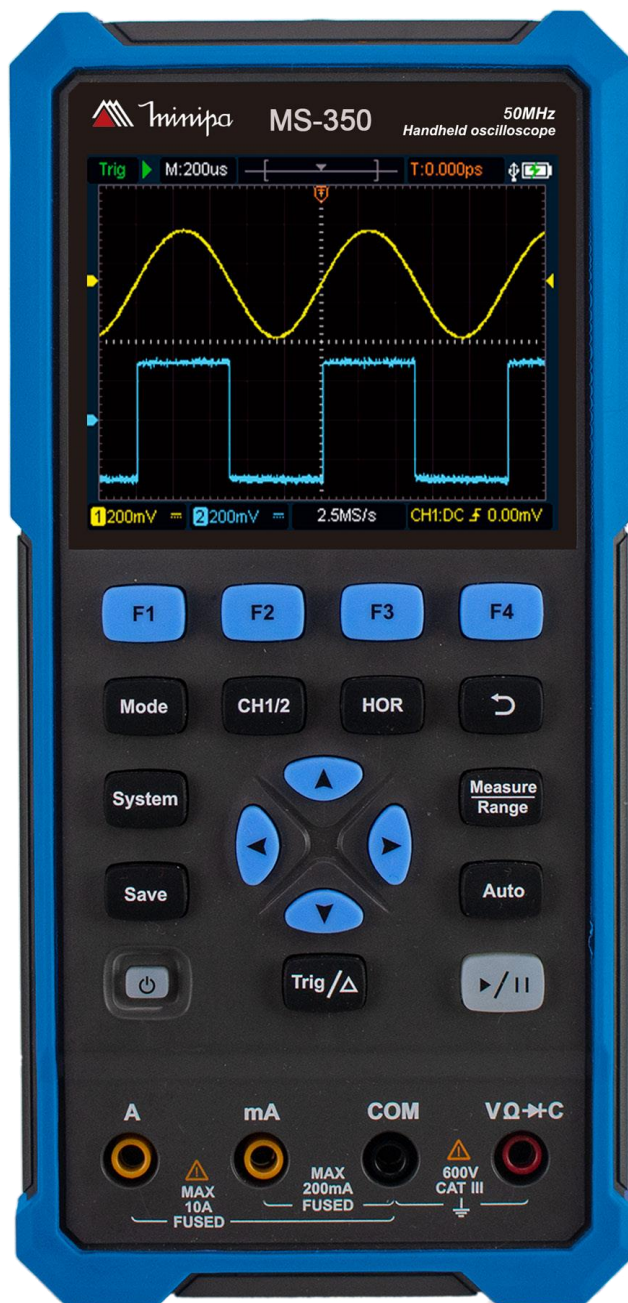 minipa MS-350 50MHz
Handheld oscilloscope
Trig M:200us T:0.000ps
1 200mV 2 200mV 2.5MS/s CH1:DC 0.00mV
F1 F2 F3 F4
Mode CH1/2 HOR
System Measure
Range
Save Auto
Trig/△
▶/II
A mA COM VΩC
MAX
10A
FUSED
MAX
200mA
FUSED
600V
CAT III